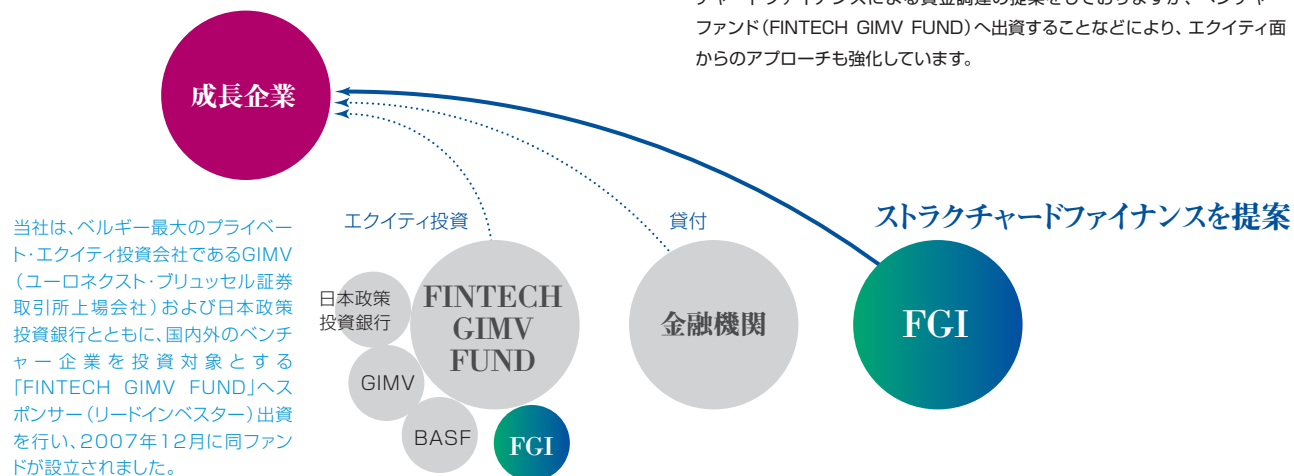 ファンド（FINTECH GIMV FUND）へ出資することなどにより、エクイティ面
からのアプローチも強化しています。
成長企業
エクイティ投資
貸付
ストラクチャードファイナンスを提案
当社は、ベルギー最大のプライベー
ト・エクイティ投資会社であるGIMV
（ユーロネクスト・ブリュッセル証券
取引所上場会社）および日本政策
投資銀行とともに、国内外のベンチ
ャー企業を投資対象とする
「FINTECH GIMV FUND」へス
ポンサー（リードインベスター）出資
を行い、2007年12月に同ファン
ドが設立されました。
日本政策
投資銀行
FINTECH
GIMV
FUND
GIMV
BASF
FGI
金融機関
FGI